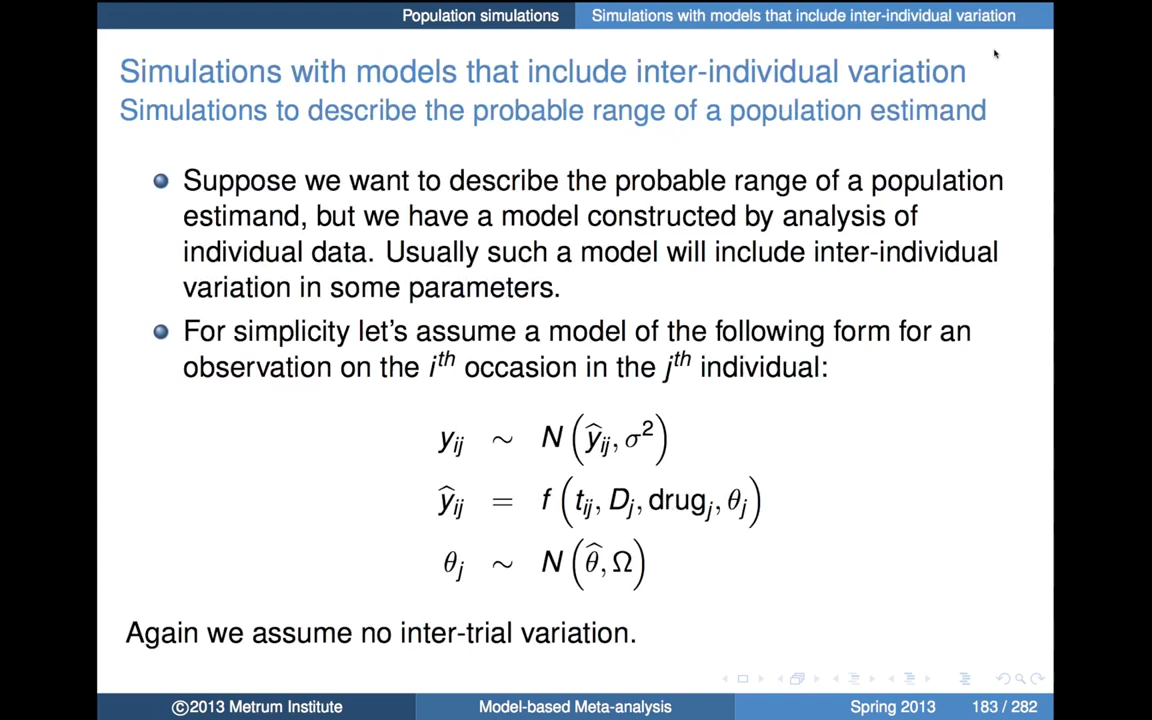 Population simulations Simulations with models that include inter-individual variation
Simulations with models that include inter-individual variation
Simulations to describe the probable range of a population estimand
Suppose we want to describe the probable range of a population
estimand, but we have a model constructed by analysis of
individual data. Usually such a model will include inter-individual
variation in some parameters.
For simplicity let's assume a model of the following form for an
observation on the i^th occasion in the j^th individual:
y_ij ∼ N(ŷ_ij, σ²)
ŷ_ij = f(t_ij, D_j, drug_j, θ_j)
θ_j ∼ N(θ̂, Ω)
Again we assume no inter-trial variation.
©2013 Metrum Institute Model-based Meta-analysis Spring 2013 183 / 282